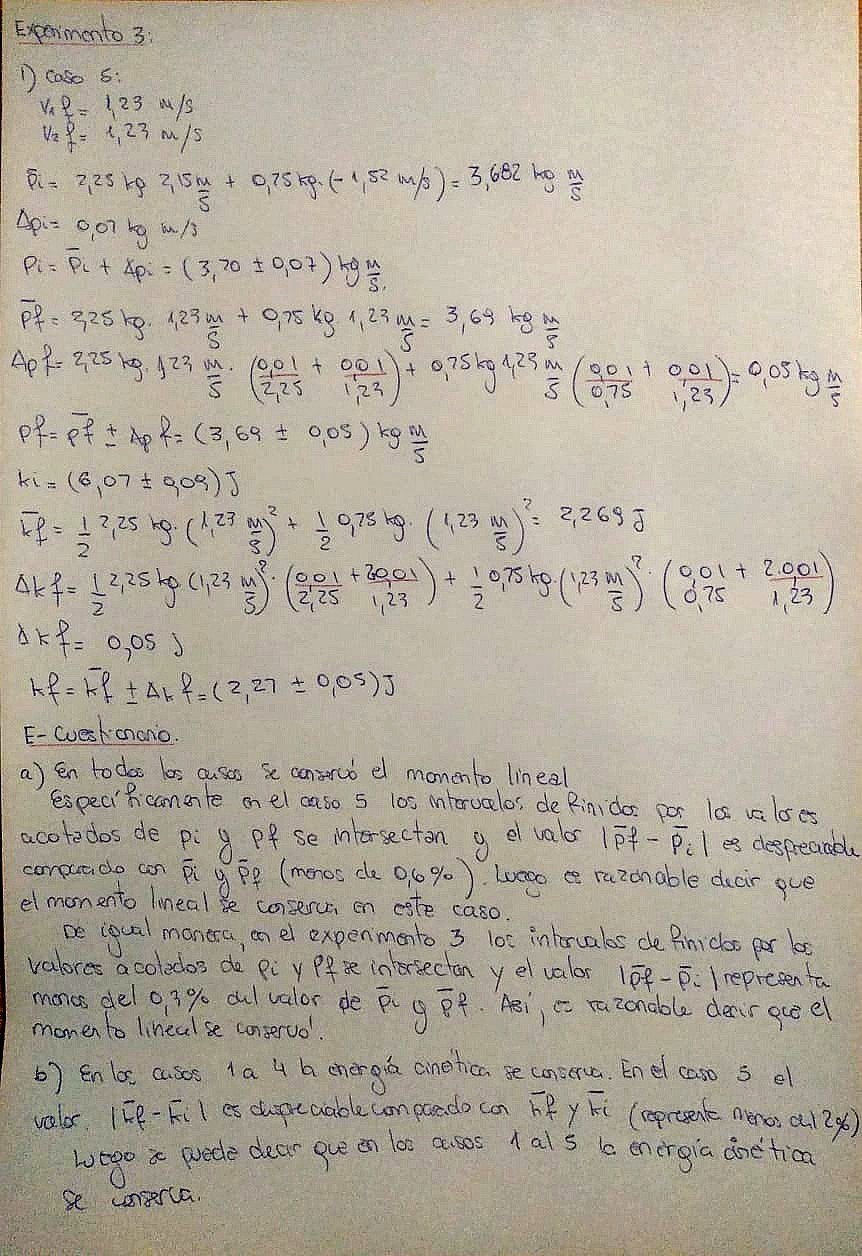 Experimento 3:
1) Caso 5:
V₁f = 1,23 m/s
V₂f = 1,23 m/s
p̄i = 2,25 kg 2,15 m/s + 0,75 kg.(-1,52 m/s) = 3,682 kg m/s
Δpi = 0,07 kg m/s
Pi = p̄i + Δpi = (3,70 ± 0,07) kg m/s.
p̄f = 2,25 kg. 1,23 m/s + 0,75 kg. 1,23 m/s = 3,69 kg m/s
Δpf = 2,25 kg. 1,23 m/s. (0,01/2,25 + 0,01/1,23) + 0,75 kg 1,23 m/s (0,01/0,75 + 0,01/1,23) = 0,05 kg m/s
pf = p̄f ± Δpf = (3,69 ± 0,05) kg m/s
ki = (6,07 ± 0,09) J
k̄f = 1/2 2,25 kg. (1,23 m/s)² + 1/2 0,75 kg. (1,23 m/s)² = 2,269 J
Δkf = 1/2 2,25 kg (1,23 m/s)². (0,01/2,25 + 2.0,01/1,23) + 1/2 0,75 kg. (1,23 m/s)². (0,01/0,75 + 2.0,01/1,23)
Δkf = 0,05 J
kf = k̄f ± Δkf = (2,27 ± 0,05) J
E- Cuestionario.
a) En todos los casos se conservó el momento lineal
Específicamente en el caso 5 los intervalos definidos por los valores
acotados de pi y pf se intersectan y el valor |p̄f - p̄i| es despreciable
comparado con p̄i y p̄f (menos de 0,6%). Luego es razonable decir que
el momento lineal se conserva en este caso.
De igual manera, en el experimento 3 los intervalos definidos por los
valores acotados de pi y pf se intersectan y el valor |p̄f - p̄i| representa
menos del 0,3% del valor de p̄i y p̄f. Así, es razonable decir que el
momento lineal se conservó.
b) En los casos 1 a 4 la energía cinética se conserva. En el caso 5 el
valor. |k̄f - k̄i| es despreciable comparado con k̄f y k̄i (representa menos del 2%)
Luego se puede decir que en los casos 1 al 5 la energía cinética
se conserva.